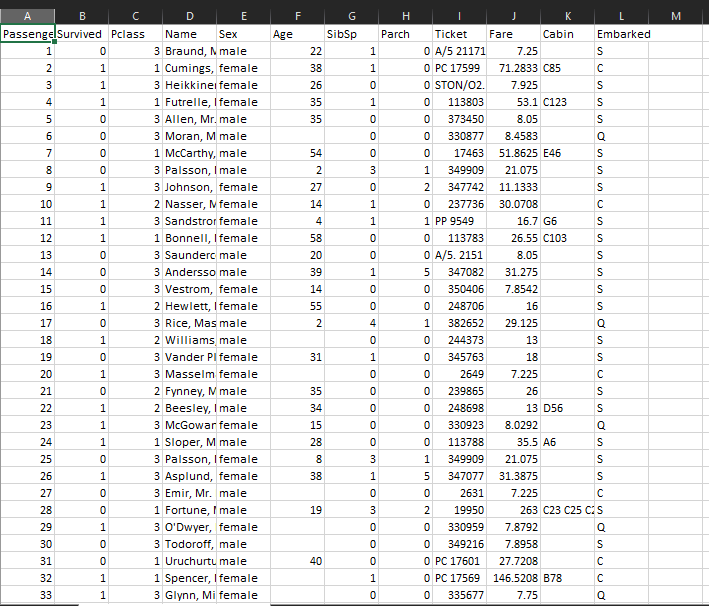 A B C D E F G H I J K L M
Passenge Survived Pclass Name Sex Age SibSp Parch Ticket Fare Cabin Embarked
1 0 3 Braund, M male 22 1 0 A/5 21171 7.25 S
2 1 1 Cumings, female 38 1 0 PC 17599 71.2833 C85 C
3 1 3 Heikkinen female 26 0 0 STON/O2. 7.925 S
4 1 1 Futrelle, female 35 1 0 113803 53.1 C123 S
5 0 3 Allen, Mr. male 35 0 0 373450 8.05 S
6 0 3 Moran, M male 0 0 330877 8.4583 Q
7 0 1 McCarthy, male 54 0 0 17463 51.8625 E46 S
8 0 3 Palsson, male 2 3 1 349909 21.075 S
9 1 3 Johnson, female 27 0 2 347742 11.1333 S
10 1 2 Nasser, M female 14 1 0 237736 30.0708 C
11 1 3 Sandstror female 4 1 1 PP 9549 16.7 G6 S
12 1 1 Bonnell, female 58 0 0 113783 26.55 C103 S
13 0 3 Saunderc male 20 0 0 A/5. 2151 8.05 S
14 0 3 Andersso male 39 1 5 347082 31.275 S
15 0 3 Vestrom, female 14 0 0 350406 7.8542 S
16 1 2 Hewlett, female 55 0 0 248706 16 S
17 0 3 Rice, Mas male 2 4 1 382652 29.125 Q
18 1 2 Williams, male 0 0 244373 13 S
19 0 3 Vander Pl female 31 1 0 345763 18 S
20 1 3 Masselm female 0 0 2649 7.225 C
21 0 2 Fynney, M male 35 0 0 239865 26 S
22 1 2 Beesley, male 34 0 0 248698 13 D56 S
23 1 3 McGowar female 15 0 0 330923 8.0292 Q
24 1 1 Sloper, M male 28 0 0 113788 35.5 A6 S
25 0 3 Palsson, female 8 3 1 349909 21.075 S
26 1 3 Asplund, female 38 1 5 347077 31.3875 S
27 0 3 Emir, Mr. male 0 0 2631 7.225 C
28 0 1 Fortune, male 19 3 2 19950 263 C23 C25 C2 S
29 1 3 O'Dwyer, female 0 0 330959 7.8792 Q
30 0 3 Todoroff, male 0 0 349216 7.8958 S
31 0 1 Uruchurtu male 40 0 0 PC 17601 27.7208 C
32 1 1 Spencer, female 1 0 PC 17569 146.5208 B78 C
33 1 3 Glynn, Mi female 0 0 335677 7.75 Q